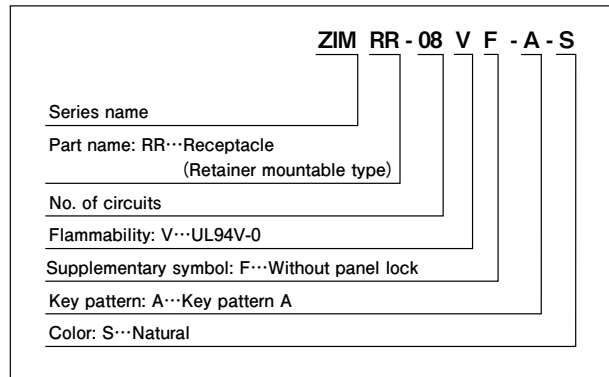 ZIM RR - 08 V F - A - S
Series name
Part name: RR…Receptacle
(Retainer mountable type)
No. of circuits
Flammability: V…UL94V-0
Supplementary symbol: F…Without panel lock
Key pattern: A…Key pattern A
Color: S…Natural